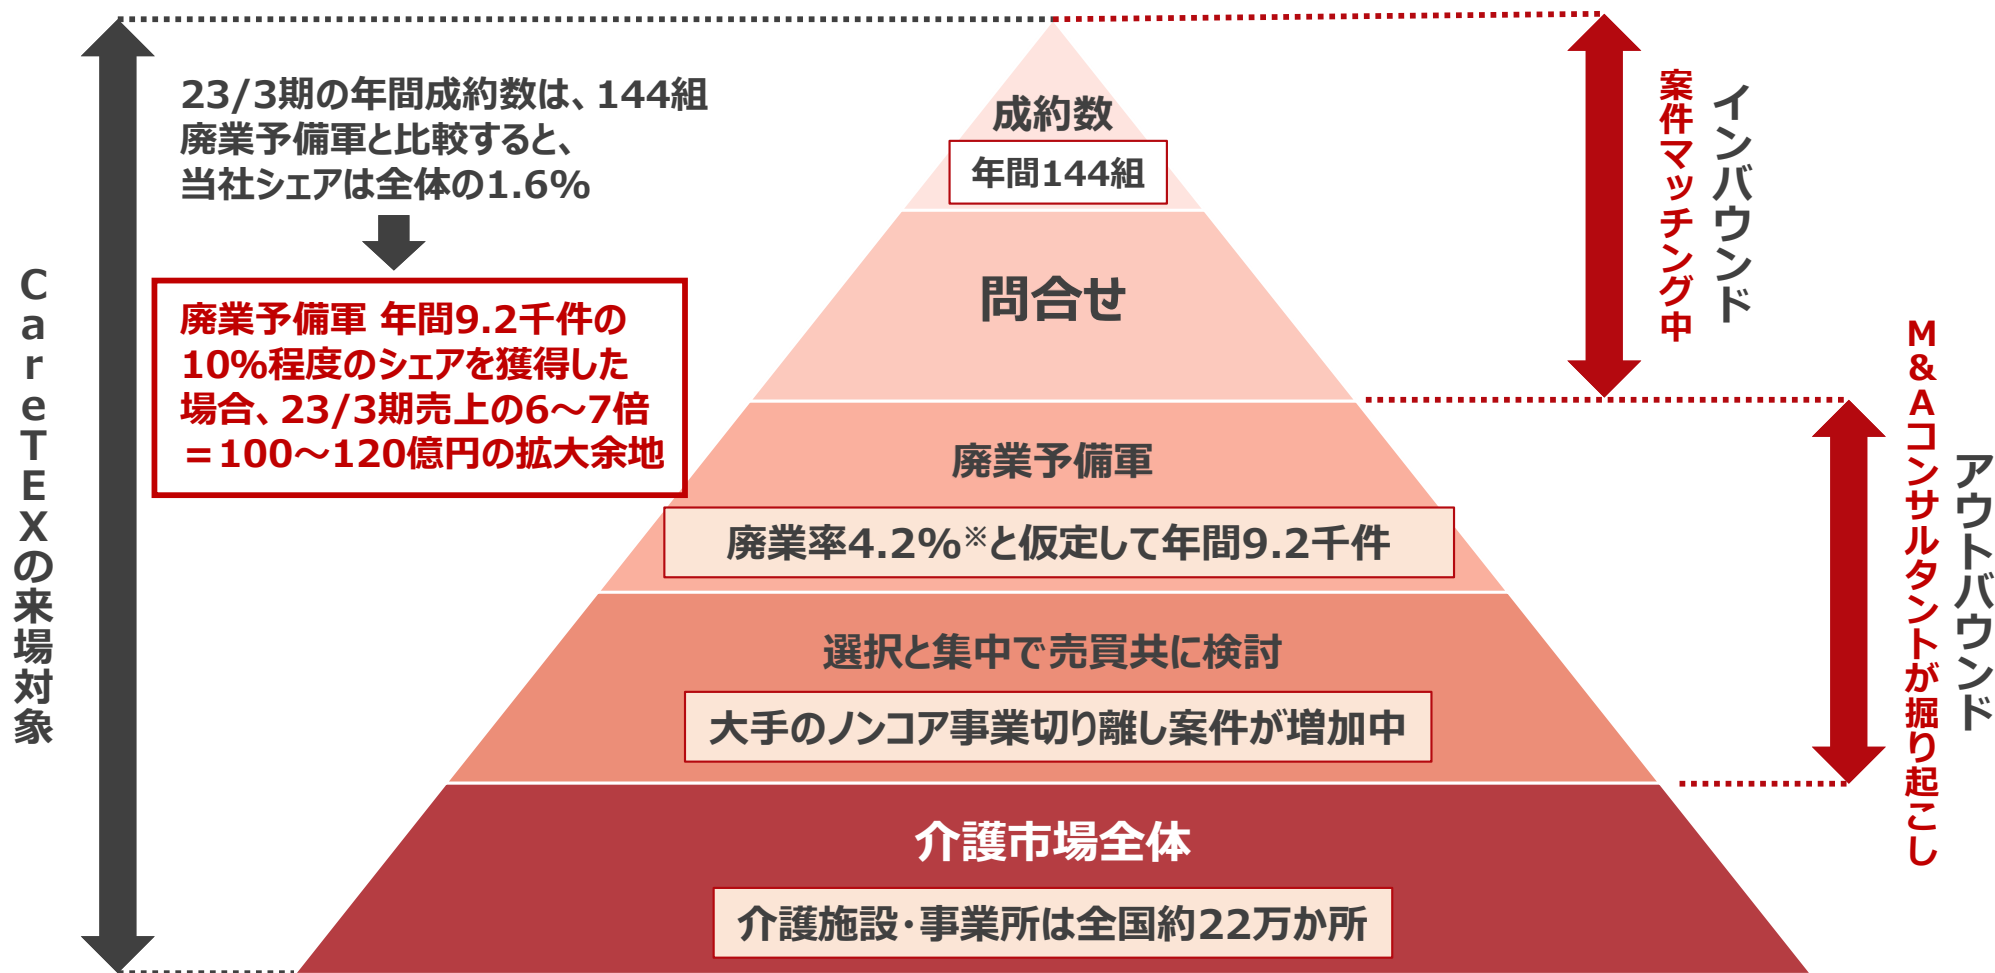 23/3期の年間成約数は、144組
廃業予備軍と比較すると、
当社シェアは全体の1.6%
廃業予備軍 年間9.2千件の
10%程度のシェアを獲得した
場合、23/3期売上の6～7倍
＝100～120億円の拡大余地
CareTEXの来場対象
成約数
年間144組
問合せ
廃業予備軍
廃業率4.2%※と仮定して年間9.2千件
選択と集中で売買共に検討
大手のノンコア事業切り離し案件が増加中
介護市場全体
介護施設・事業所は全国約22万か所
インバウンド
案件マッチング中
アウトバウンド
M&Aコンサルタントが掘り起こし